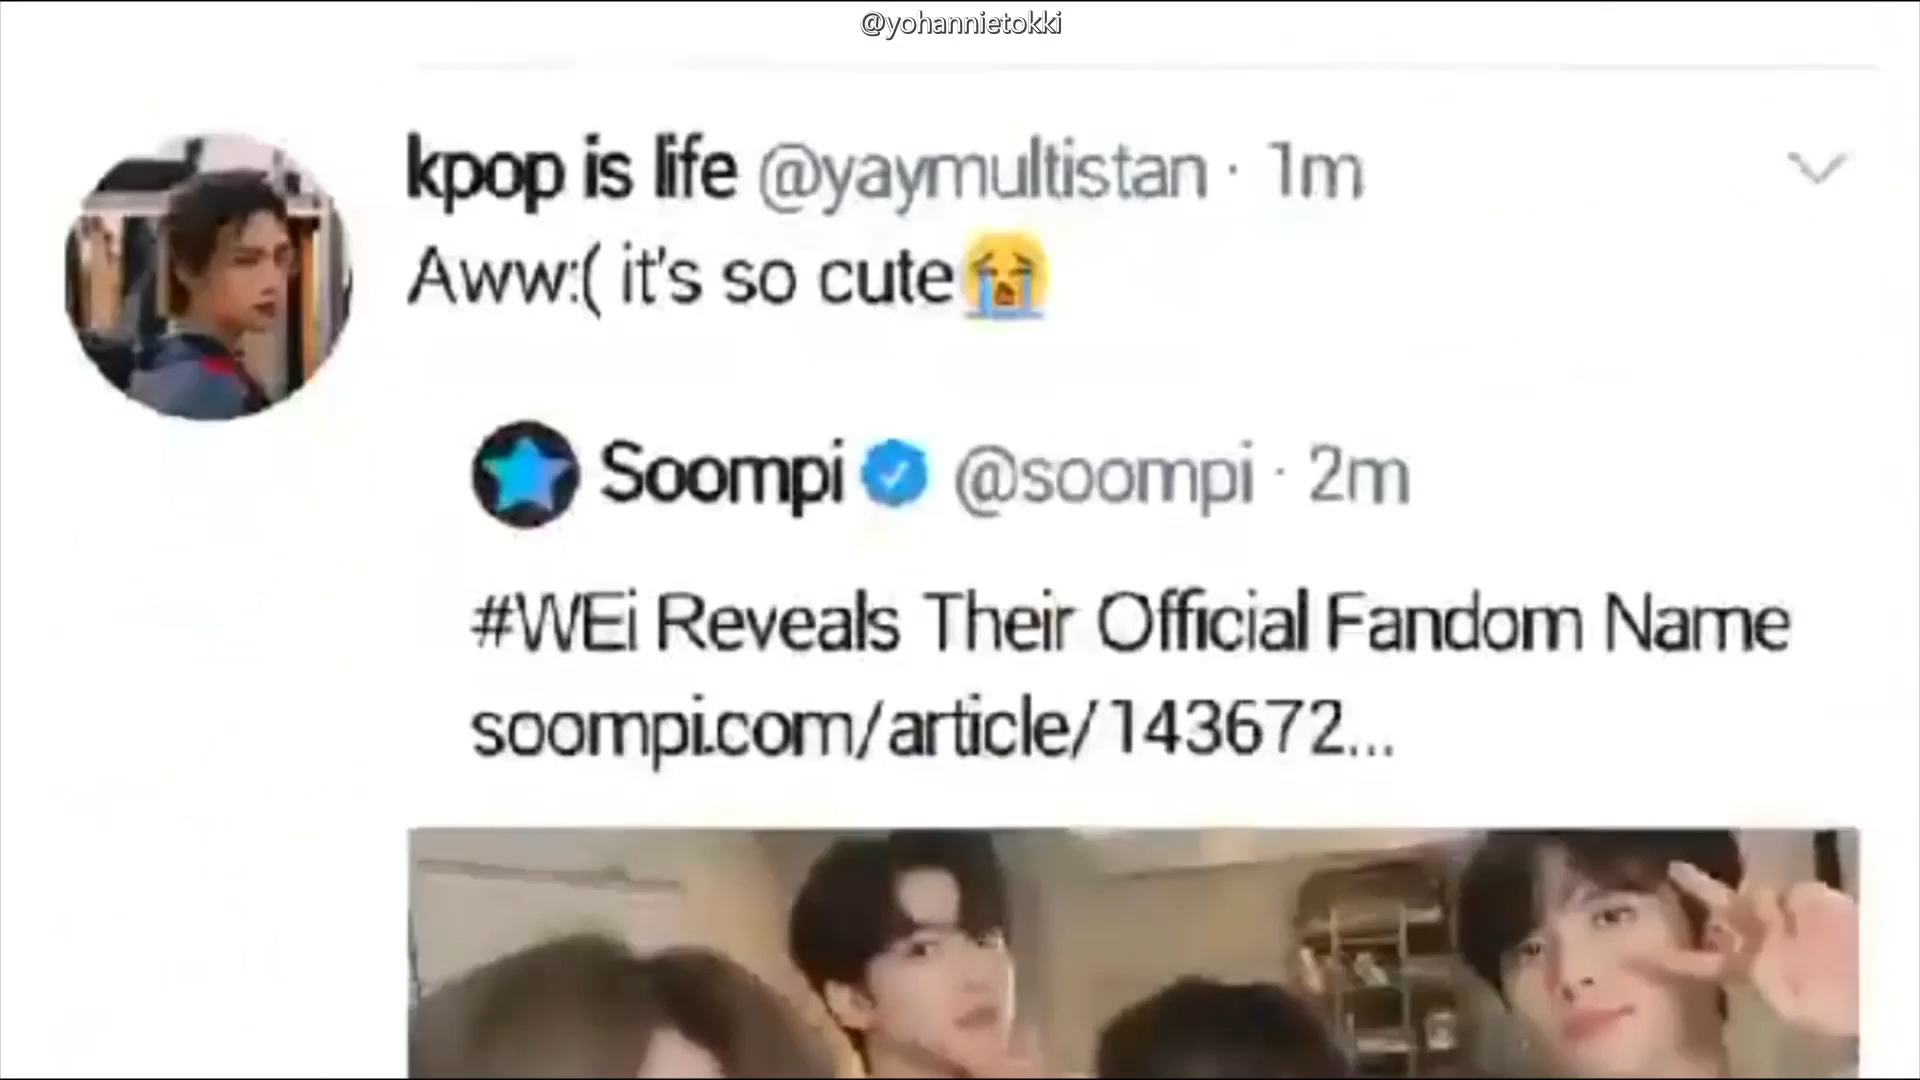 @yohannietokki
kpop is life @yaymultistan · 1m
Aww:( it's so cute😭
Soompi @soompi · 2m
#WEi Reveals Their Official Fandom Name
soompi.com/article/143672...